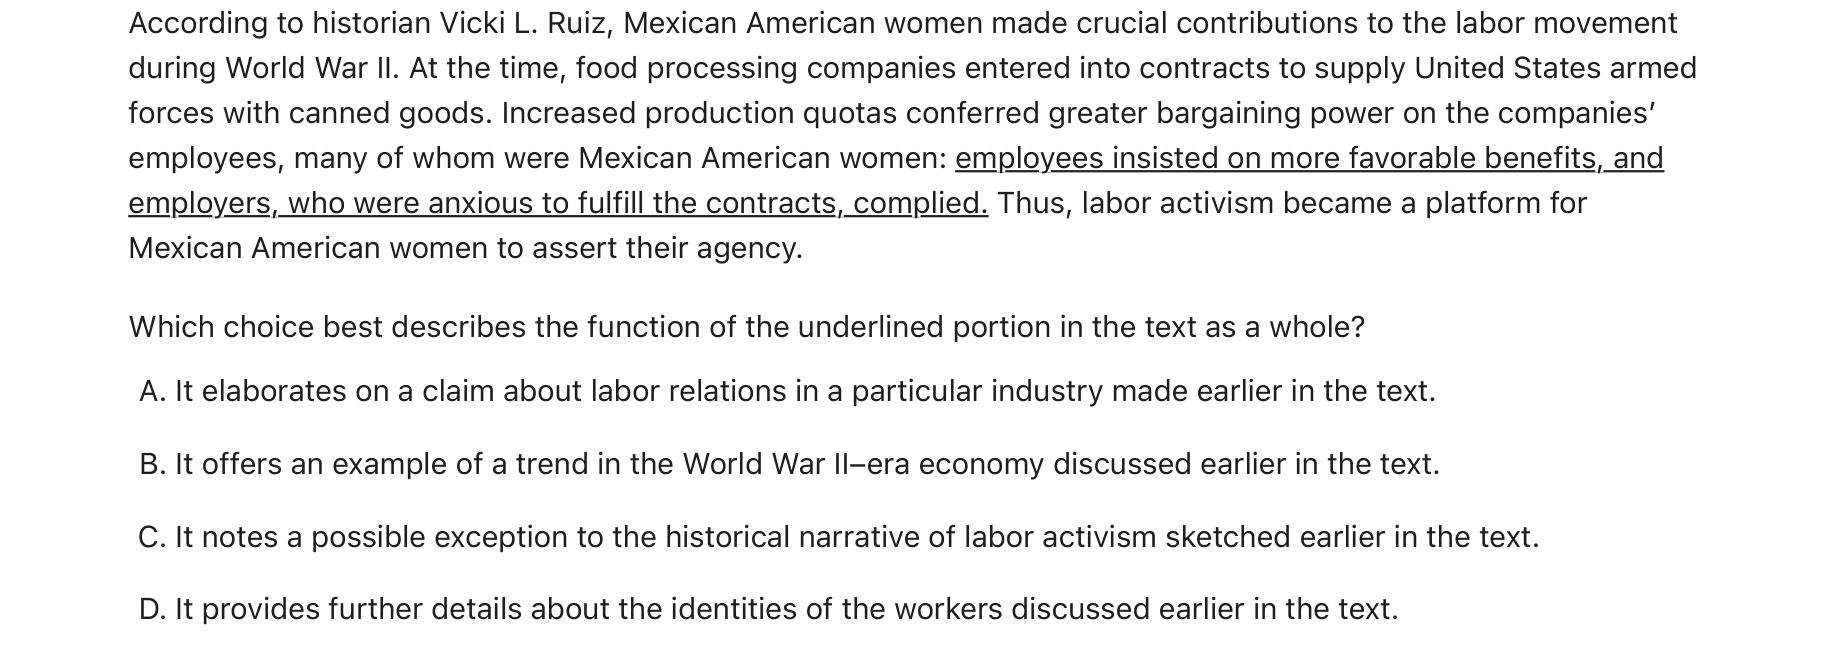 According to historian Vicki L. Ruiz, Mexican American women made crucial contributions to the labor movement
during World War II. At the time, food processing companies entered into contracts to supply United States armed
forces with canned goods. Increased production quotas conferred greater bargaining power on the companies’
employees, many of whom were Mexican American women: employees insisted on more favorable benefits, and
employers, who were anxious to fulfill the contracts, complied. Thus, labor activism became a platform for
Mexican American women to assert their agency.
Which choice best describes the function of the underlined portion in the text as a whole?
A. It elaborates on a claim about labor relations in a particular industry made earlier in the text.
B. It offers an example of a trend in the World War II–era economy discussed earlier in the text.
C. It notes a possible exception to the historical narrative of labor activism sketched earlier in the text.
D. It provides further details about the identities of the workers discussed earlier in the text.